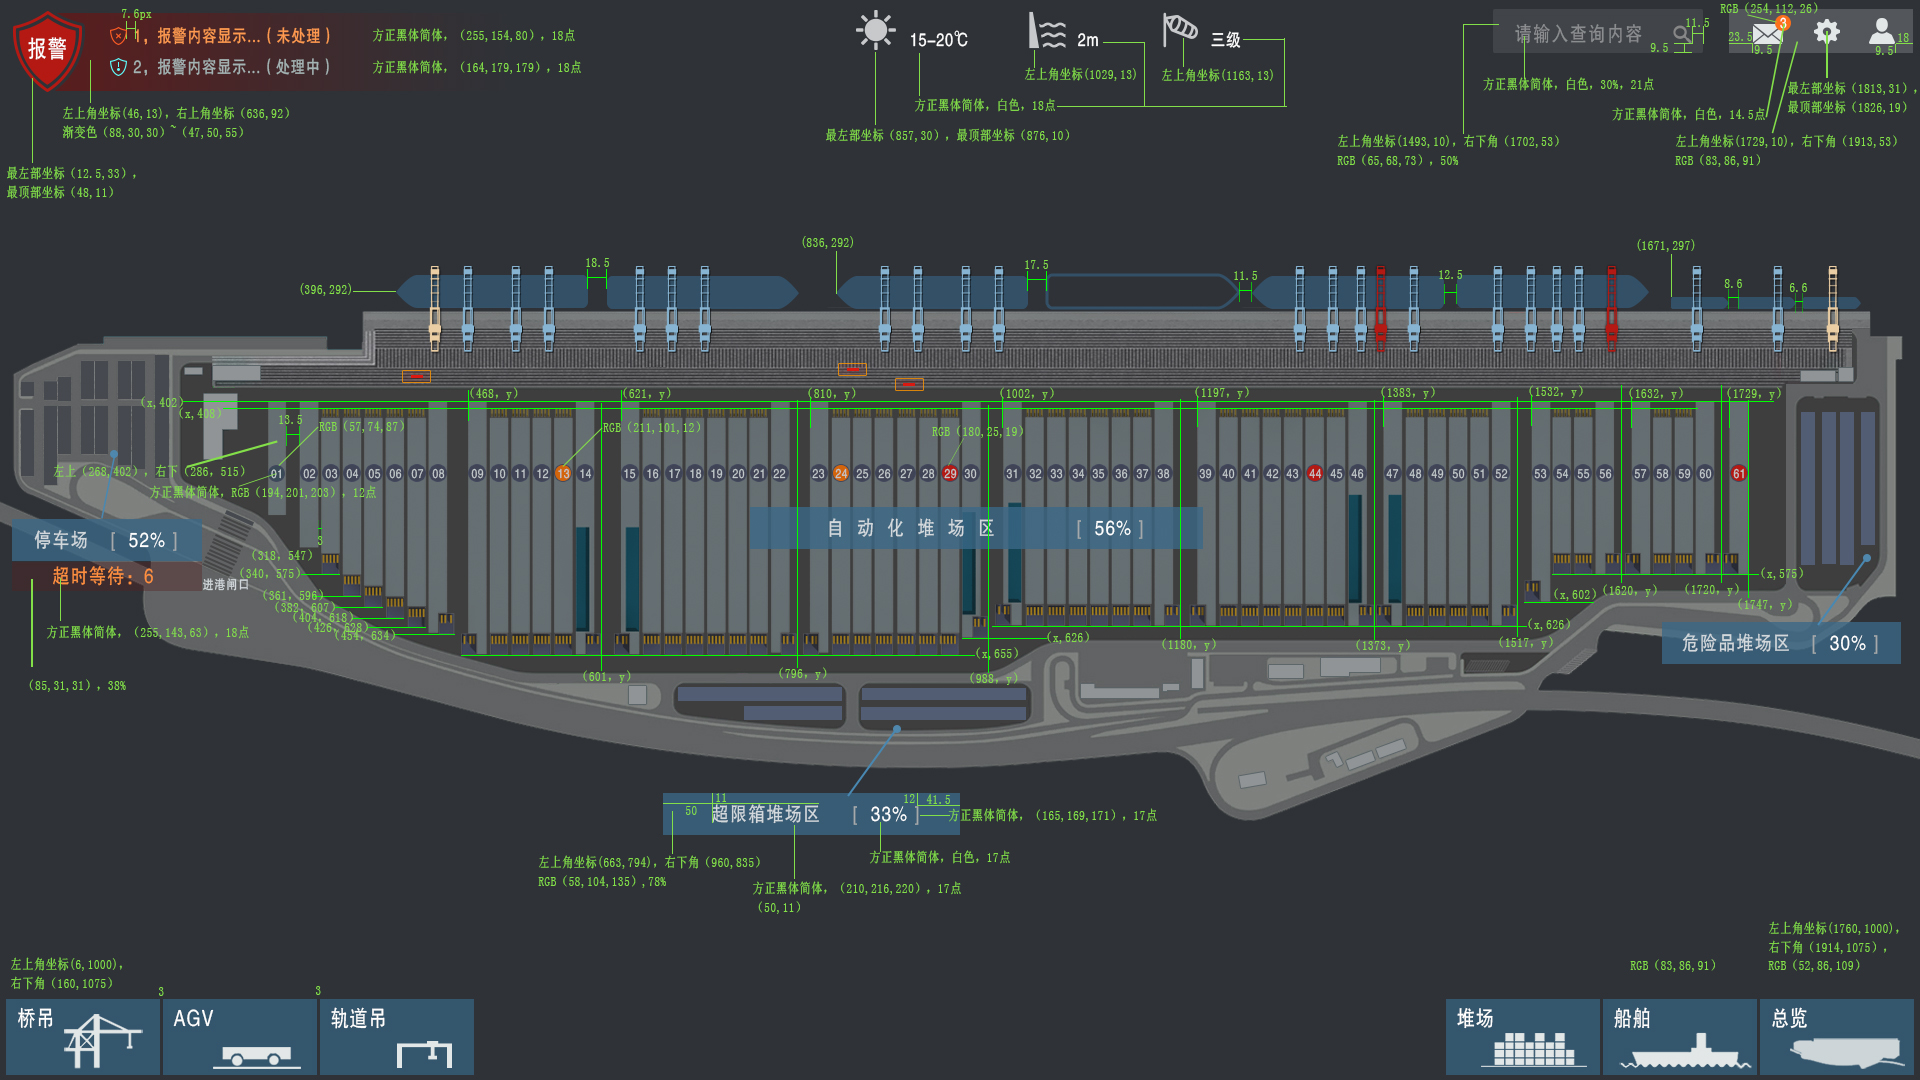 7.6px
报警
1，报警内容显示...（未处理）
方正黑体简体，（255,154,80），18点
2，报警内容显示...（处理中）
方正黑体简体，（164,179,179），18点
左上角坐标(46,13)，右上角坐标（636,92）
渐变色（88,30,30）~（47,50,55）
最左部坐标（12.5,33），
最顶部坐标（48,11）
15-20℃
2m
三级
左上角坐标(1029,13)
左上角坐标(1163,13)
方正黑体简体，白色，18点
最左部坐标（857,30），最顶部坐标（876,10）
请输入查询内容
11.5
9.5
RGB（254,112,26）
3
23.5
9.5
9.5
18
方正黑体简体，白色，30%，21点
方正黑体简体，白色，14.5点
最左部坐标（1813,31），
最顶部坐标（1826,19）
左上角坐标(1493,10)，右下角（1702,53）
RGB（65,68,73），50%
左上角坐标(1729,10)，右下角（1913,53）
RGB（83,86,91）
(396,292)
18.5
(836,292)
17.5
11.5
12.5
(1671,297)
8.6
6.6
(x,402)
(x,408)
13.5
RGB（57,74,87）
(468, y)
(621, y)
RGB（211,101,12）
(810, y)
RGB（180,25,19）
(1002, y)
(1197, y)
(1383, y)
(1532, y)
(1632, y)
(1729, y)
左上（268,402），右下（286，515）
01 02 03 04 05 06 07 08 09 10 11 12 13 14 15 16 17 18 19 20 21 22 23 24 25 26 27 28 29 30 31 32 33 34 35 36 37 38 39 40 41 42 43 44 45 46 47 48 49 50 51 52 53 54 55 56 57 58 59 60 61
方正黑体简体，RGB（194,201,203），12点
停车场 [ 52% ]
超时等待：6
进港闸口
自动化堆场区 [ 56% ]
3
(318, 547)
(340, 575)
(361, 596)
(382, 607)
(404, 618)
(426, 628)
(454, 634)
方正黑体简体，（255,143,63），18点
(85,31,31)，38%
(601, y)
(796, y)
(988, y)
(x,655)
(x,626)
(1180, y)
(1373, y)
(1517, y)
(x,626)
(x,602)
(1620, y)
(1720, y)
(1747, y)
(x,575)
危险品堆场区 [ 30% ]
50
11
12
41.5
超限箱堆场区 [ 33% ]
方正黑体简体，（165,169,171），17点
左上角坐标(663,794)，右下角（960,835）
RGB（58,104,135）,78%
方正黑体简体，白色，17点
方正黑体简体，（210,216,220），17点
（50,11）
左上角坐标(6,1000)，
右下角（160,1075）
3
3
桥吊
AGV
轨道吊
RGB（83,86,91）
左上角坐标(1760,1000)，
右下角（1914,1075），
RGB（52,86,109）
堆场
船舶
总览